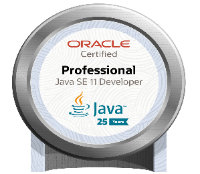 ORACLE
Certified
Professional
Java SE 11 Developer
Java
25 Years